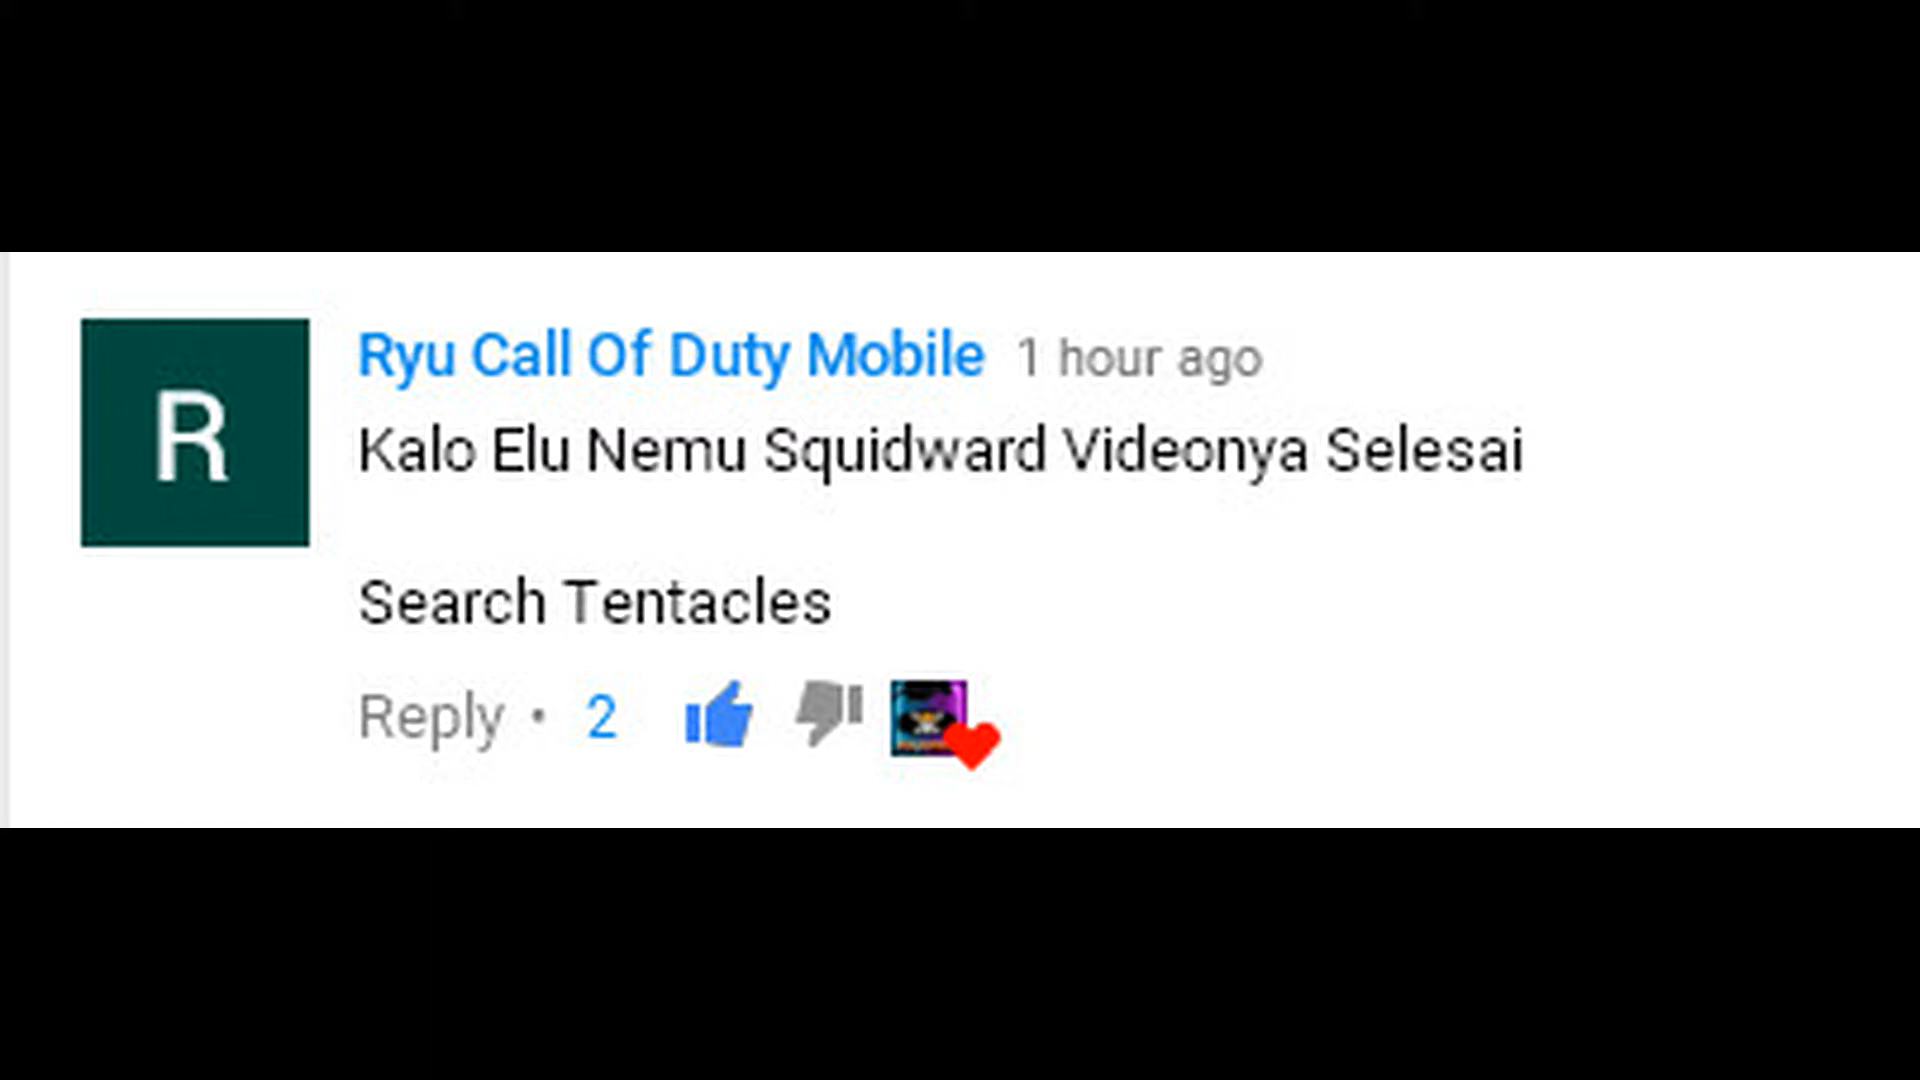 R
Ryu Call Of Duty Mobile 1 hour ago
Kalo Elu Nemu Squidward Videonya Selesai
Search Tentacles
Reply • 2